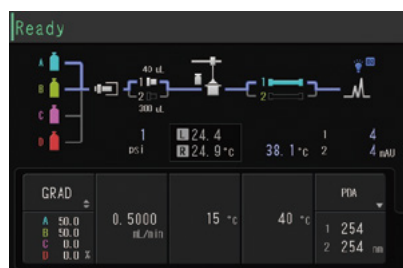 Ready
A
40 uL
B
1
2
300 uL
1
2
C
D
1
psi
L 24.4
R 24.9 °C
38.1 °C
1 4
2 4 mAU
GRAD
A 50.0
B 50.0
C 0.0
D 0.0 %
0.5000
mL/min
15 °C
40 °C
PDA
1 254
2 254 nm